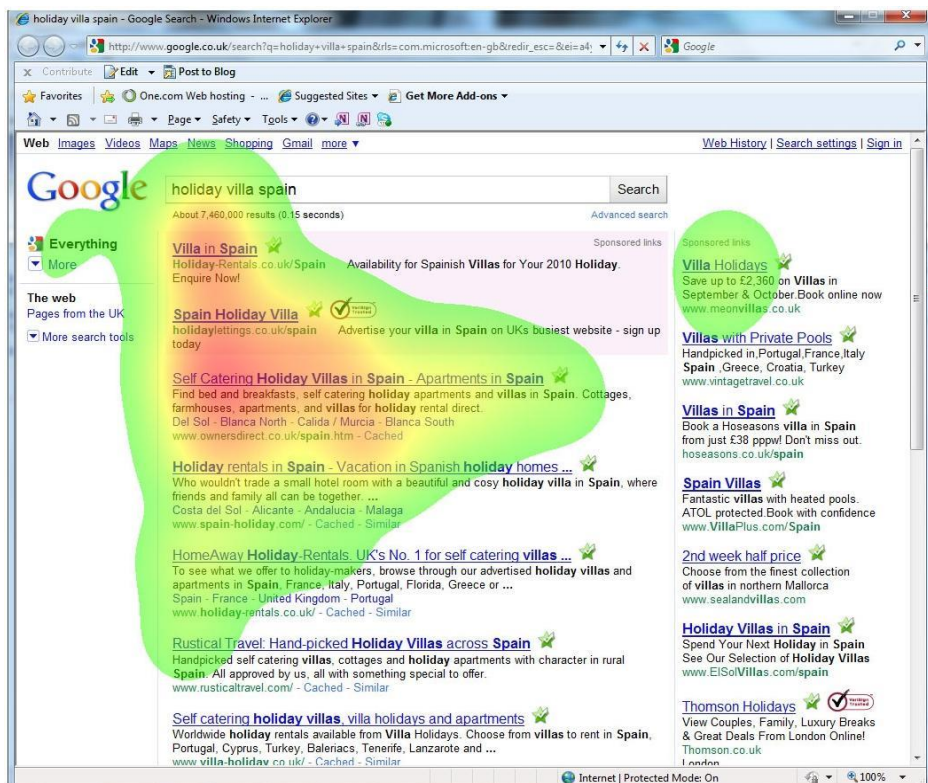 holiday villa spain - Google Search - Windows Internet Explorer
http://www.google.co.uk/search?q=holiday+villa+spain&rls=com.microsoft:en-gb&redir_esc=&ei=a4
Google
x Contribute Edit Post to Blog
Favorites One.com Web hosting - ... Suggested Sites Get More Add-ons
Page Safety Tools
Web Images Videos Maps News Shopping Gmail more
Web History | Search settings | Sign in
Google
holiday villa spain
Search
About 7,460,000 results (0.15 seconds)
Advanced search
Everything
More
The web
Pages from the UK
More search tools
Sponsored links
Villa in Spain
Holiday-Rentals.co.uk/Spain Availability for Spainish Villas for Your 2010 Holiday.
Enquire Now!
Spain Holiday Villa
holidaylettings.co.uk/spain Advertise your villa in Spain on UKs busiest website - sign up
today
Self Catering Holiday Villas in Spain - Apartments in Spain
Find bed and breakfasts, self catering holiday apartments and villas in Spain. Cottages,
farmhouses, apartments, and villas for holiday rental direct.
Del Sol - Blanca North - Calida / Murcia - Blanca South
www.ownersdirect.co.uk/spain.htm - Cached
Holiday rentals in Spain - Vacation in Spanish holiday homes ...
Who wouldn't trade a small hotel room with a beautiful and cosy holiday villa in Spain, where
friends and family all can be together. ...
Costa del Sol - Alicante - Andalucia - Malaga
www.spain-holiday.com/ - Cached - Similar
HomeAway Holiday-Rentals. UK's No. 1 for self catering villas ...
To see what we offer to holiday-makers, browse through our advertised holiday villas and
apartments in Spain, France, Italy, Portugal, Florida, Greece or ...
Spain - France - United Kingdom - Portugal
www.holiday-rentals.co.uk/ - Cached - Similar
Rustical Travel: Hand-picked Holiday Villas across Spain
Handpicked self catering villas, cottages and holiday apartments with character in rural
Spain. All approved by us, all with something special to offer.
www.rusticaltravel.com/ - Cached - Similar
Self catering holiday villas, villa holidays and apartments
Worldwide holiday rentals available from Villa Holidays. Choose from villas to rent in Spain,
Portugal, Cyprus, Turkey, Baleriacs, Tenerife, Lanzarote and ...
www.villa-holiday.co.uk/ - Cached - Similar
Sponsored links
Villa Holidays
Save up to £2,360 on Villas in
September & October.Book online now
www.meonvillas.co.uk
Villas with Private Pools
Handpicked in,Portugal,France,Italy
Spain ,Greece, Croatia, Turkey
www.vintagetravel.co.uk
Villas in Spain
Book a Hoseasons villa in Spain
from just £38 pppw! Don't miss out.
hoseasons.co.uk/spain
Spain Villas
Fantastic villas with heated pools.
ATOL protected.Book with confidence
www.VillaPlus.com/Spain
2nd week half price
Choose from the finest collection
of villas in northern Mallorca
www.sealandvillas.com
Holiday Villas in Spain
Spend Your Next Holiday in Spain
See Our Selection of Holiday Villas
www.ElSolVillas.com/spain
Thomson Holidays
View Couples, Family, Luxury Breaks
& Great Deals From London Online!
Thomson.co.uk
London
Internet | Protected Mode: On
100%